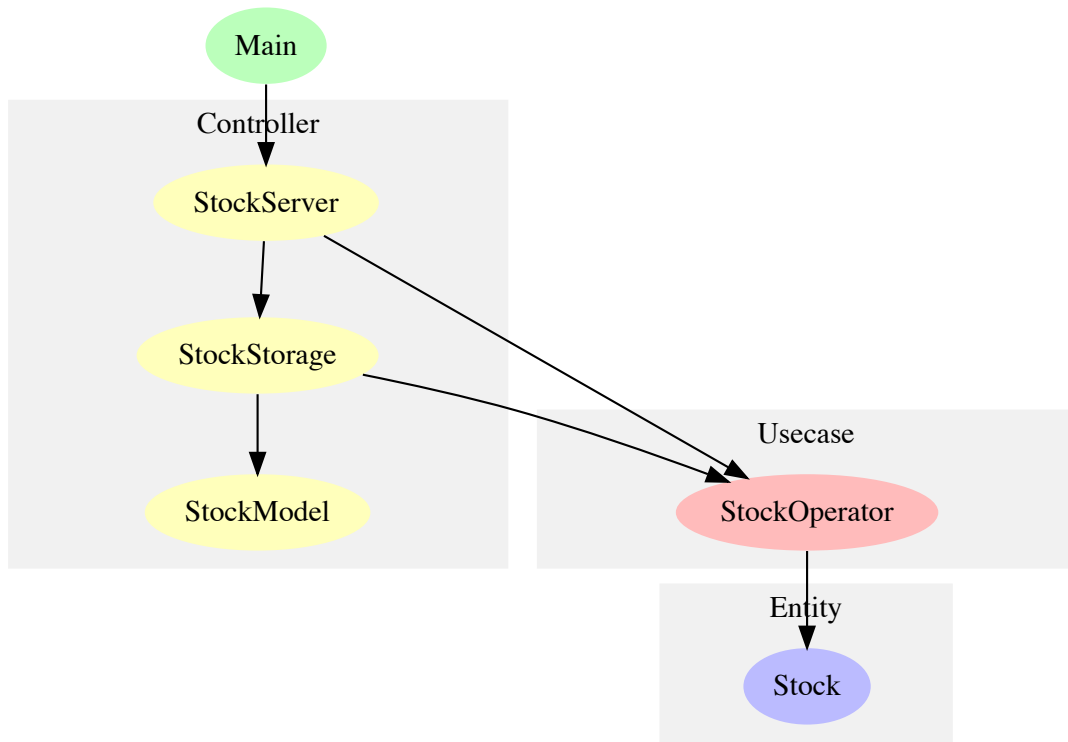 Main
Controller
StockServer
StockStorage
Usecase
StockModel
StockOperator
Entity
Stock